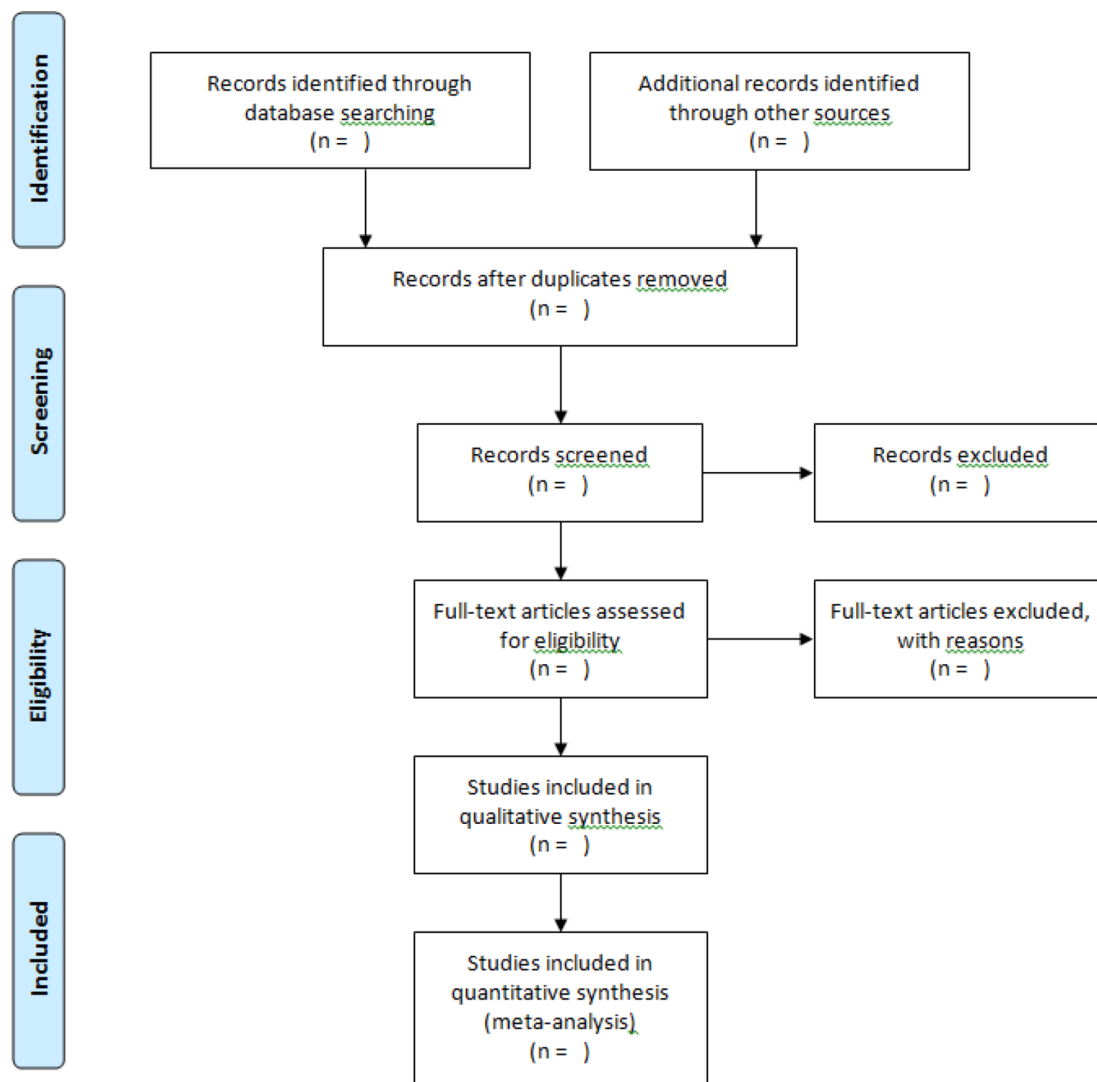 Identification
Records identified through
database searching
(n =   )
Additional records identified
through other sources
(n =   )
Records after duplicates removed
(n =   )
Screening
Records screened
(n =   )
Records excluded
(n =   )
Eligibility
Full-text articles assessed
for eligibility
(n =   )
Full-text articles excluded,
with reasons
(n =   )
Studies included in
qualitative synthesis
(n =   )
Included
Studies included in
quantitative synthesis
(meta-analysis)
(n =   )